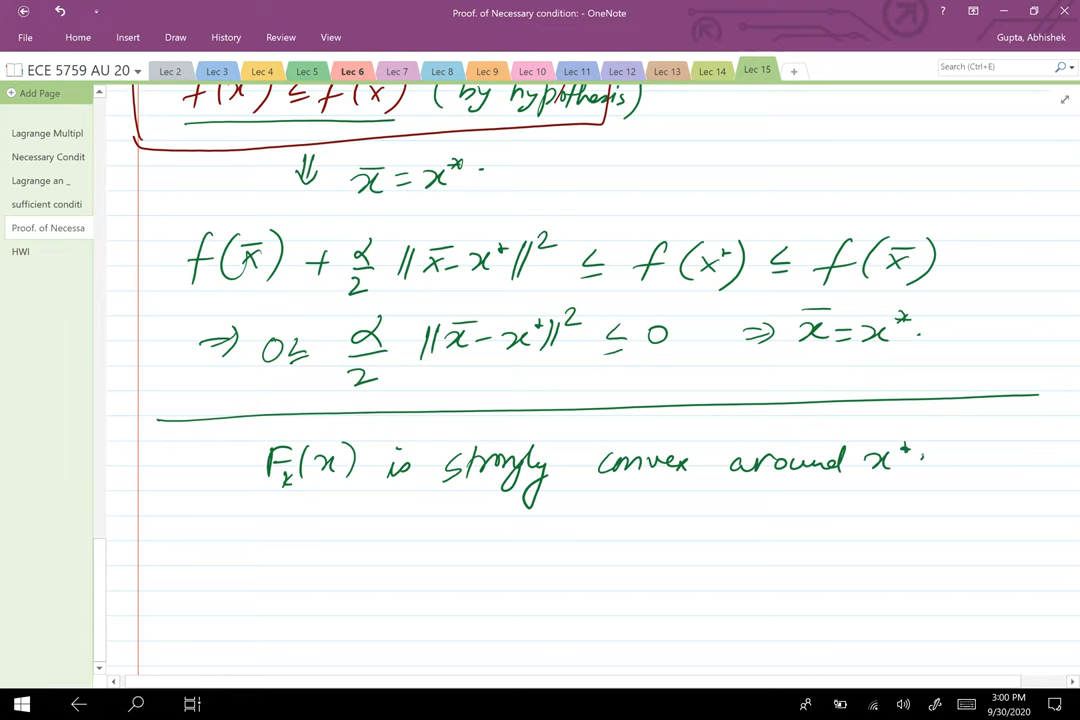 Proof. of Necessary condition: - OneNote
File Home Insert Draw History Review View Gupta, Abhishek
ECE 5759 AU 20 Lec 2 Lec 3 Lec 4 Lec 5 Lec 6 Lec 7 Lec 8 Lec 9 Lec 10 Lec 11 Lec 12 Lec 13 Lec 14 Lec 15 + Search (Ctrl+E)
Add Page
Lagrange Multipl
Necessary Condit
Lagrange an _
sufficient conditi
Proof. of Necessa
HWI
f(x̄) ≤ f(x) (by hypothesis)
⇓ x̄ = x* .
f(x̄) + α/2 ||x̄ - x*||² ≤ f(x*) ≤ f(x̄)
⇒ 0 ≤ α/2 ||x̄ - x*||² ≤ 0 ⇒ x̄ = x*.
F_k(x) is strongly convex around x*.
3:00 PM
9/30/2020